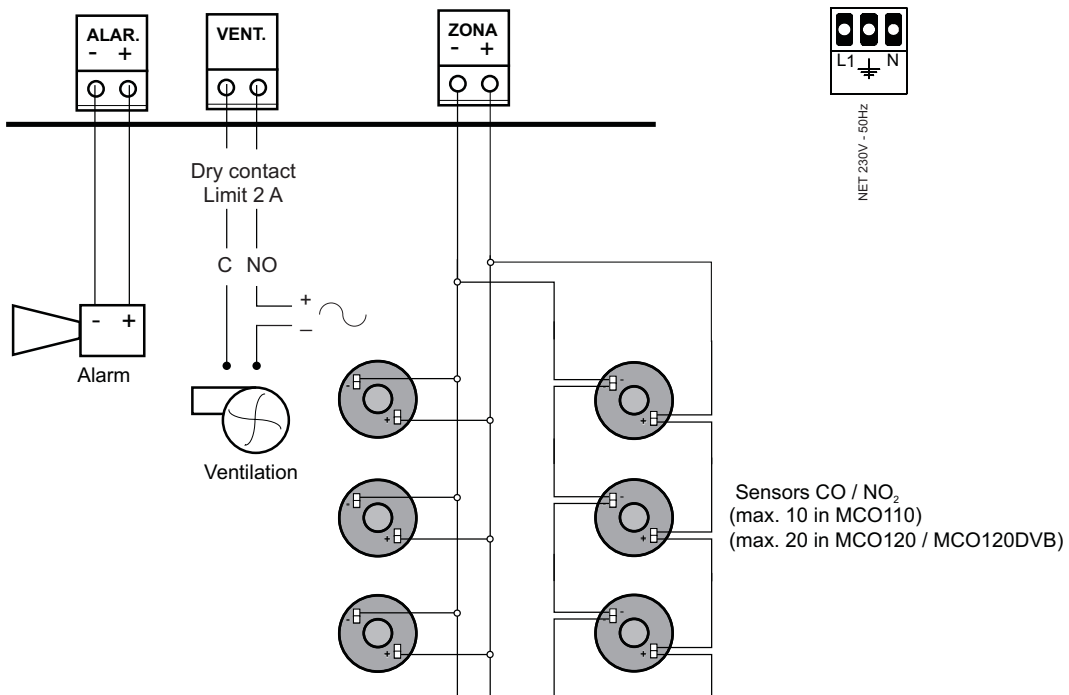 ALAR.
- +
VENT.
ZONA
- +
L1 N
NET 230V - 50Hz
Dry contact
Limit 2 A
C NO
+
–
- +
Alarm
Ventilation
-
+
-
+
-
+
-
+
-
+
-
+
Sensors CO / NO₂
(max. 10 in MCO110)
(max. 20 in MCO120 / MCO120DVB)